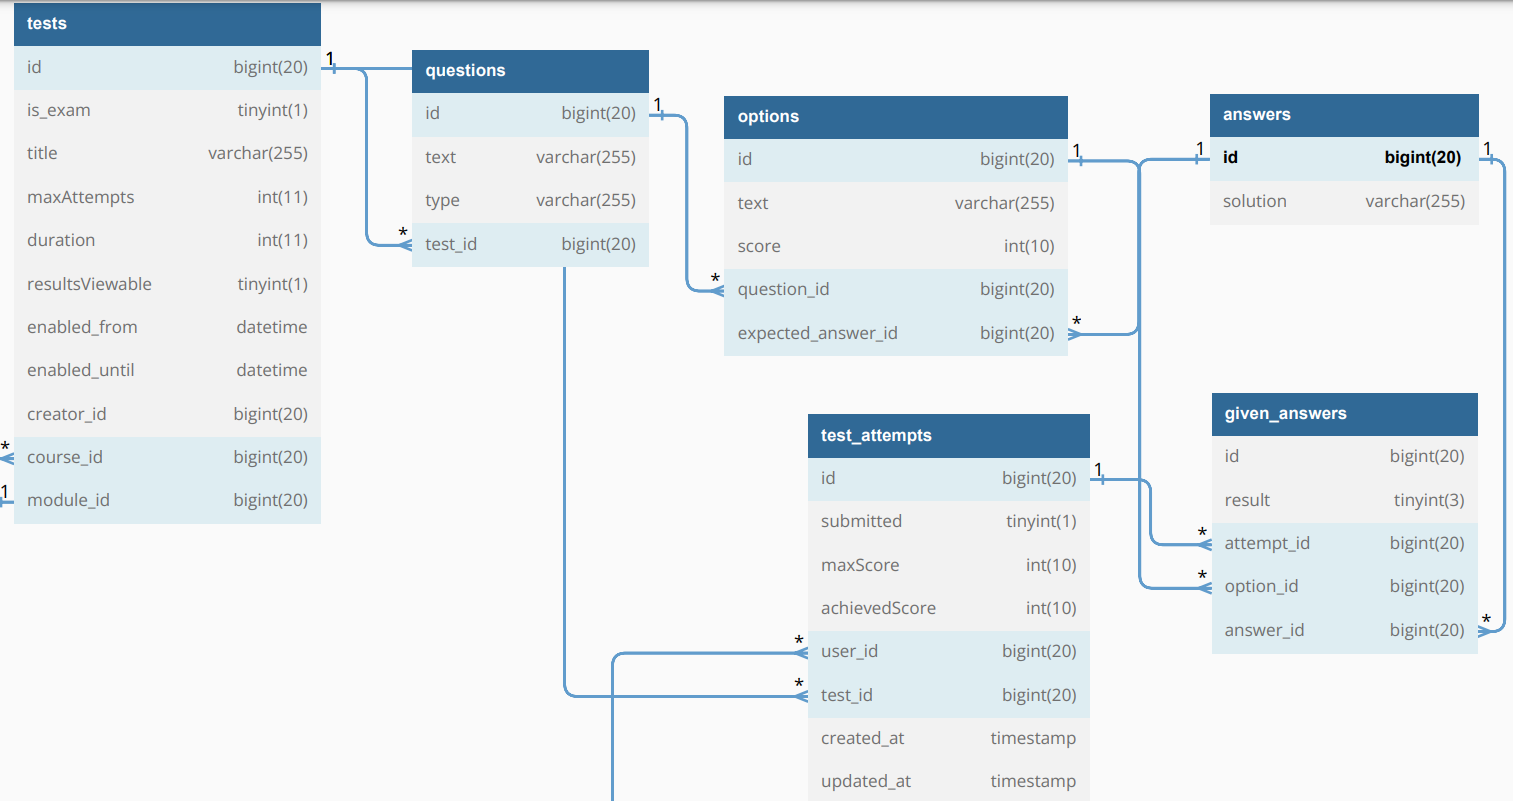 tests
id bigint(20)
is_exam tinyint(1)
title varchar(255)
maxAttempts int(11)
duration int(11)
resultsViewable tinyint(1)
enabled_from datetime
enabled_until datetime
creator_id bigint(20)
* course_id bigint(20)
1 module_id bigint(20)
1
questions
id bigint(20)
text varchar(255)
type varchar(255)
* test_id bigint(20)
1
options
id bigint(20) 1
text varchar(255)
score int(10)
* question_id bigint(20)
expected_answer_id bigint(20) *
answers
1 id bigint(20) 1
solution varchar(255)
test_attempts
id bigint(20) 1
submitted tinyint(1)
maxScore int(10)
achievedScore int(10)
* user_id bigint(20)
* test_id bigint(20)
created_at timestamp
updated_at timestamp
given_answers
id bigint(20)
result tinyint(3)
* attempt_id bigint(20)
* option_id bigint(20)
answer_id bigint(20) *